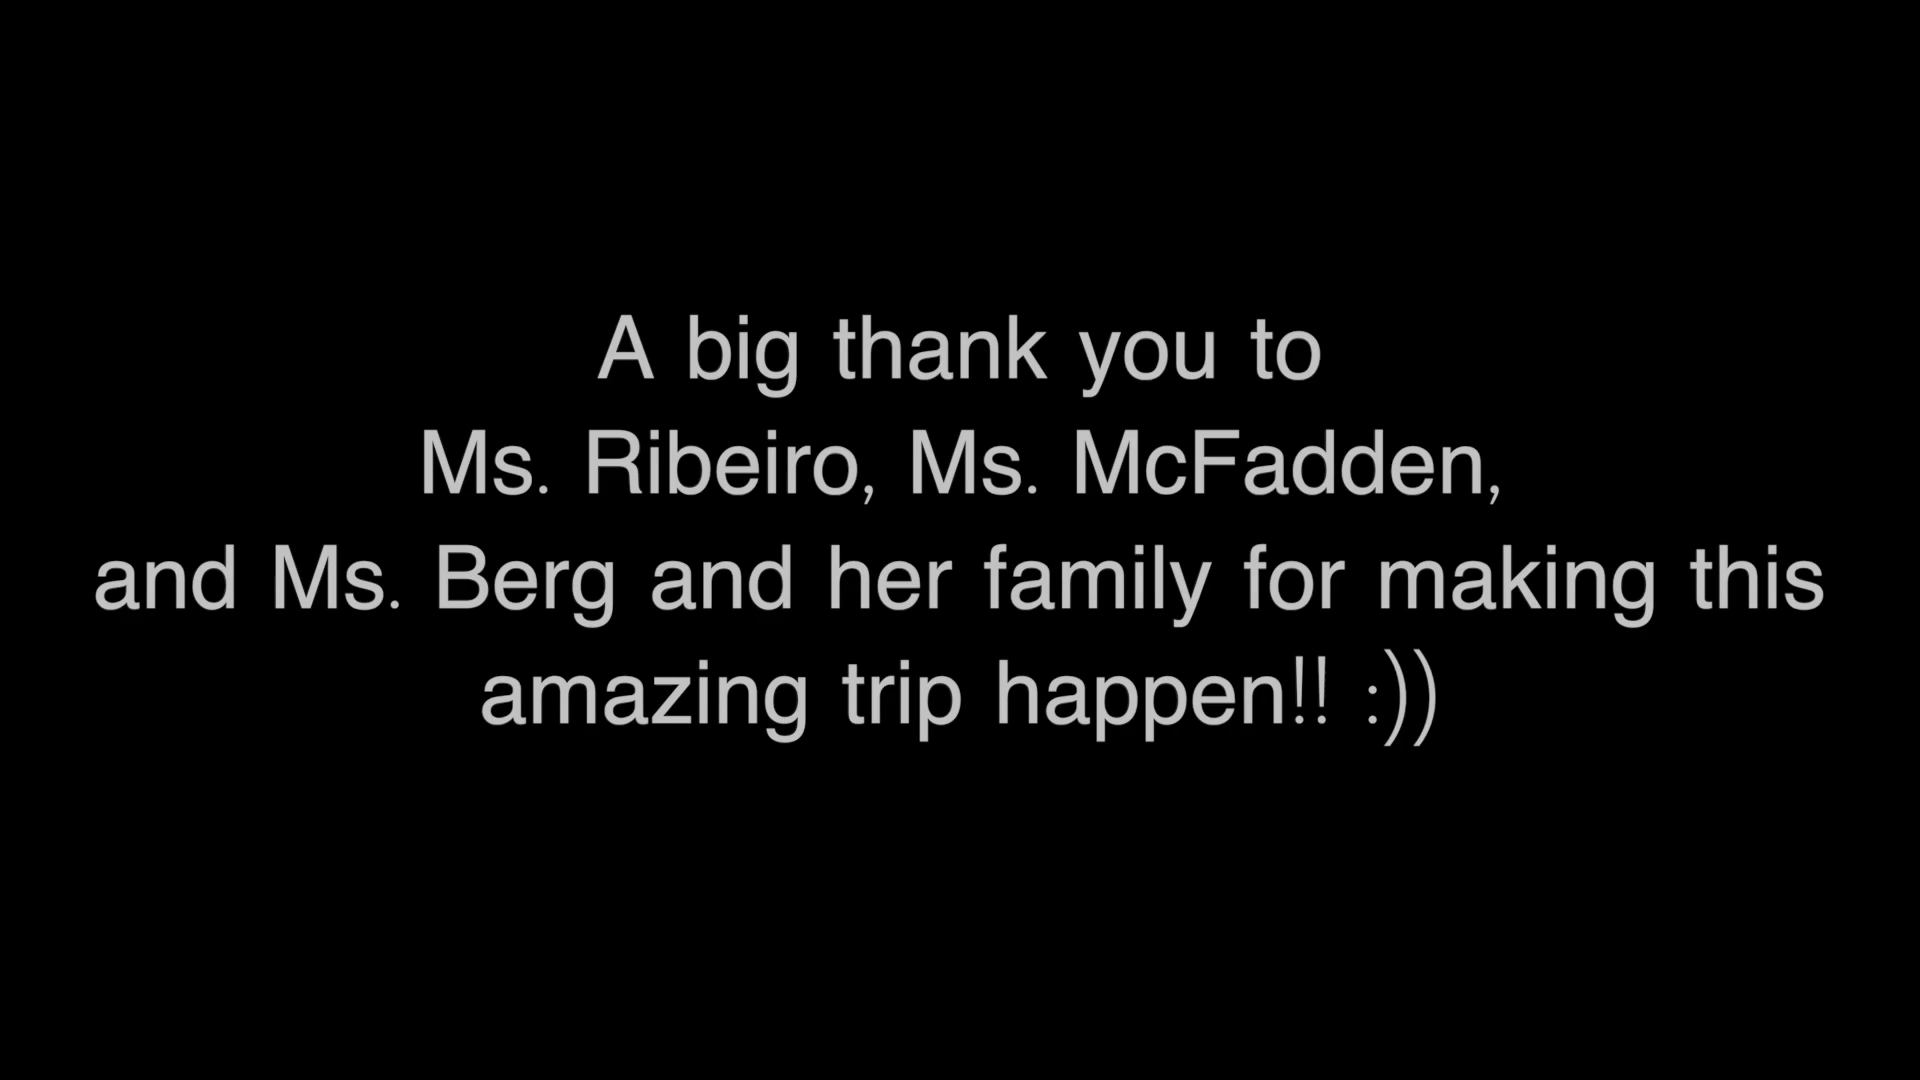 A big thank you to
Ms. Ribeiro, Ms. McFadden,
and Ms. Berg and her family for making this
amazing trip happen!! :))